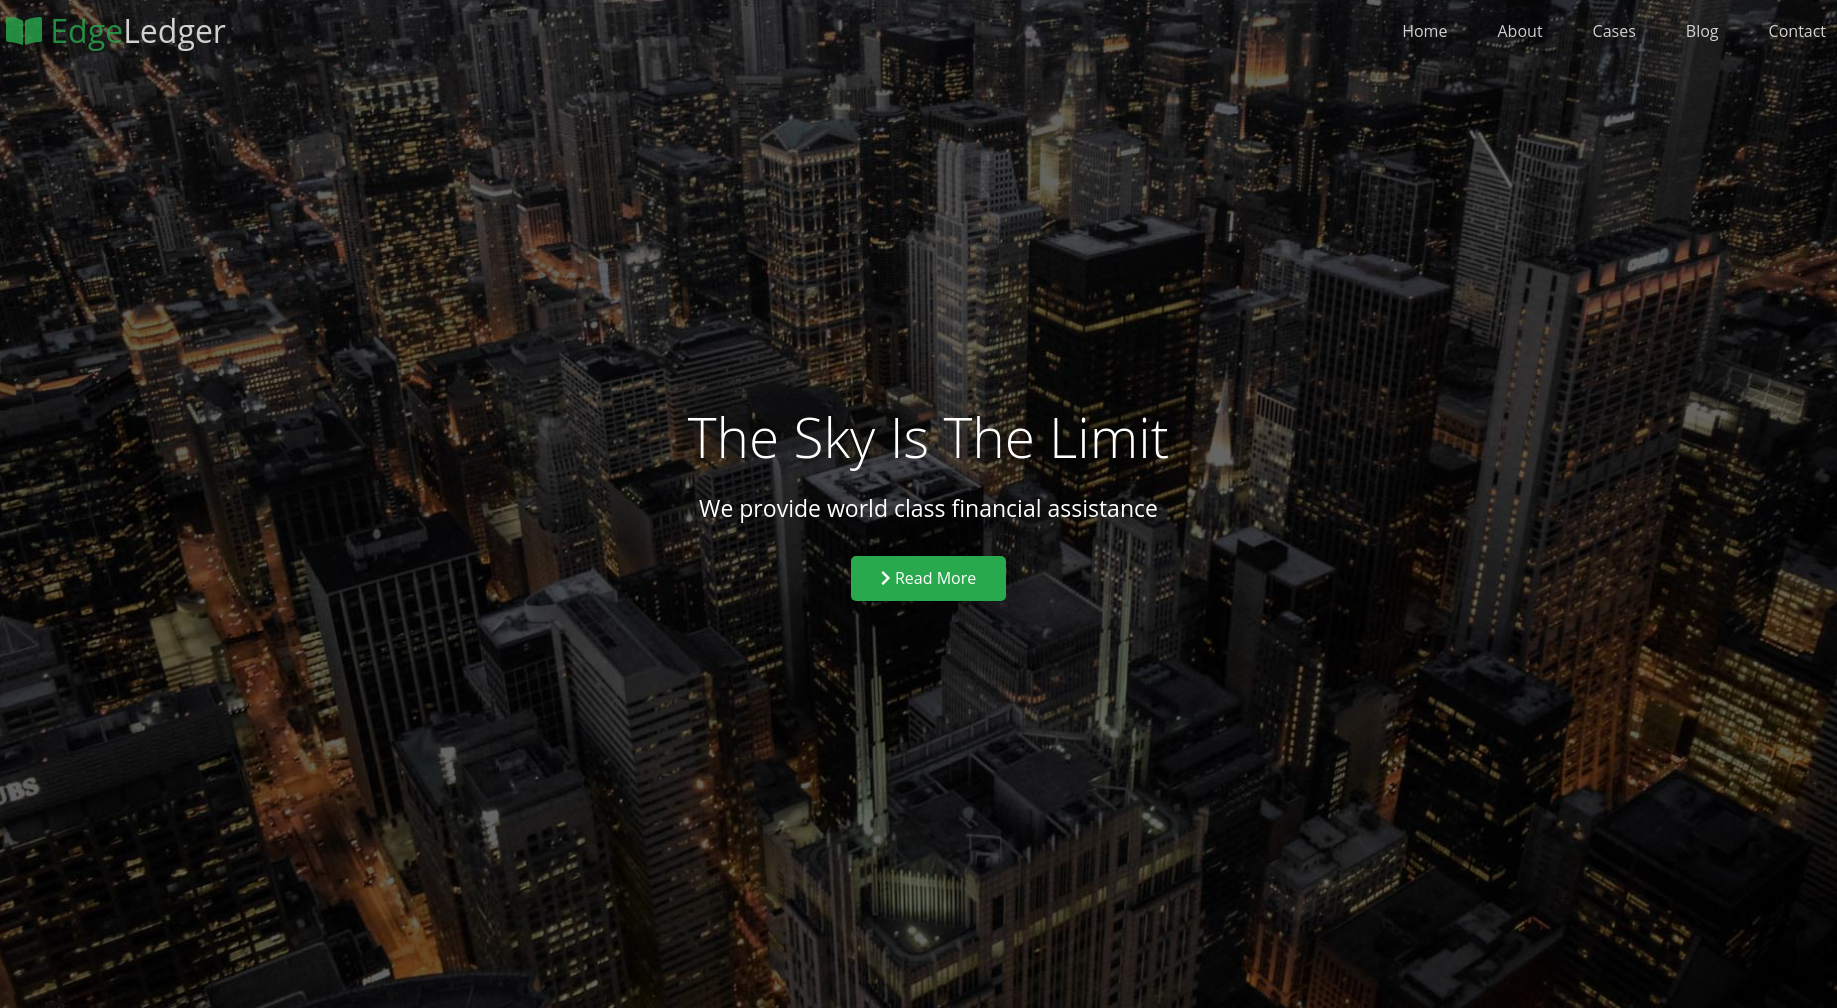 EdgeLedger
Home
About
Cases
Blog
Contact
The Sky Is The Limit
We provide world class financial assistance
Read More